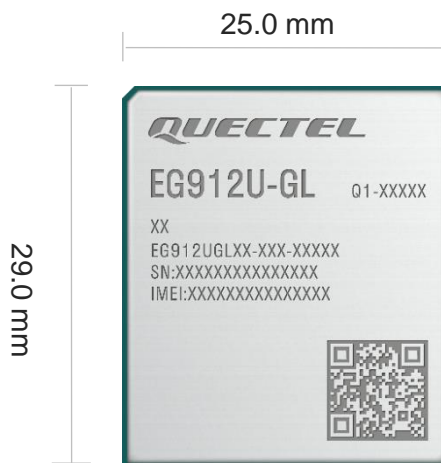 25.0 mm
29.0 mm
QUECTEL
EG912U-GL Q1-XXXXX
XX
EG912UGLXX-XXX-XXXXX
SN:XXXXXXXXXXXXXXX
IMEI:XXXXXXXXXXXXXXX